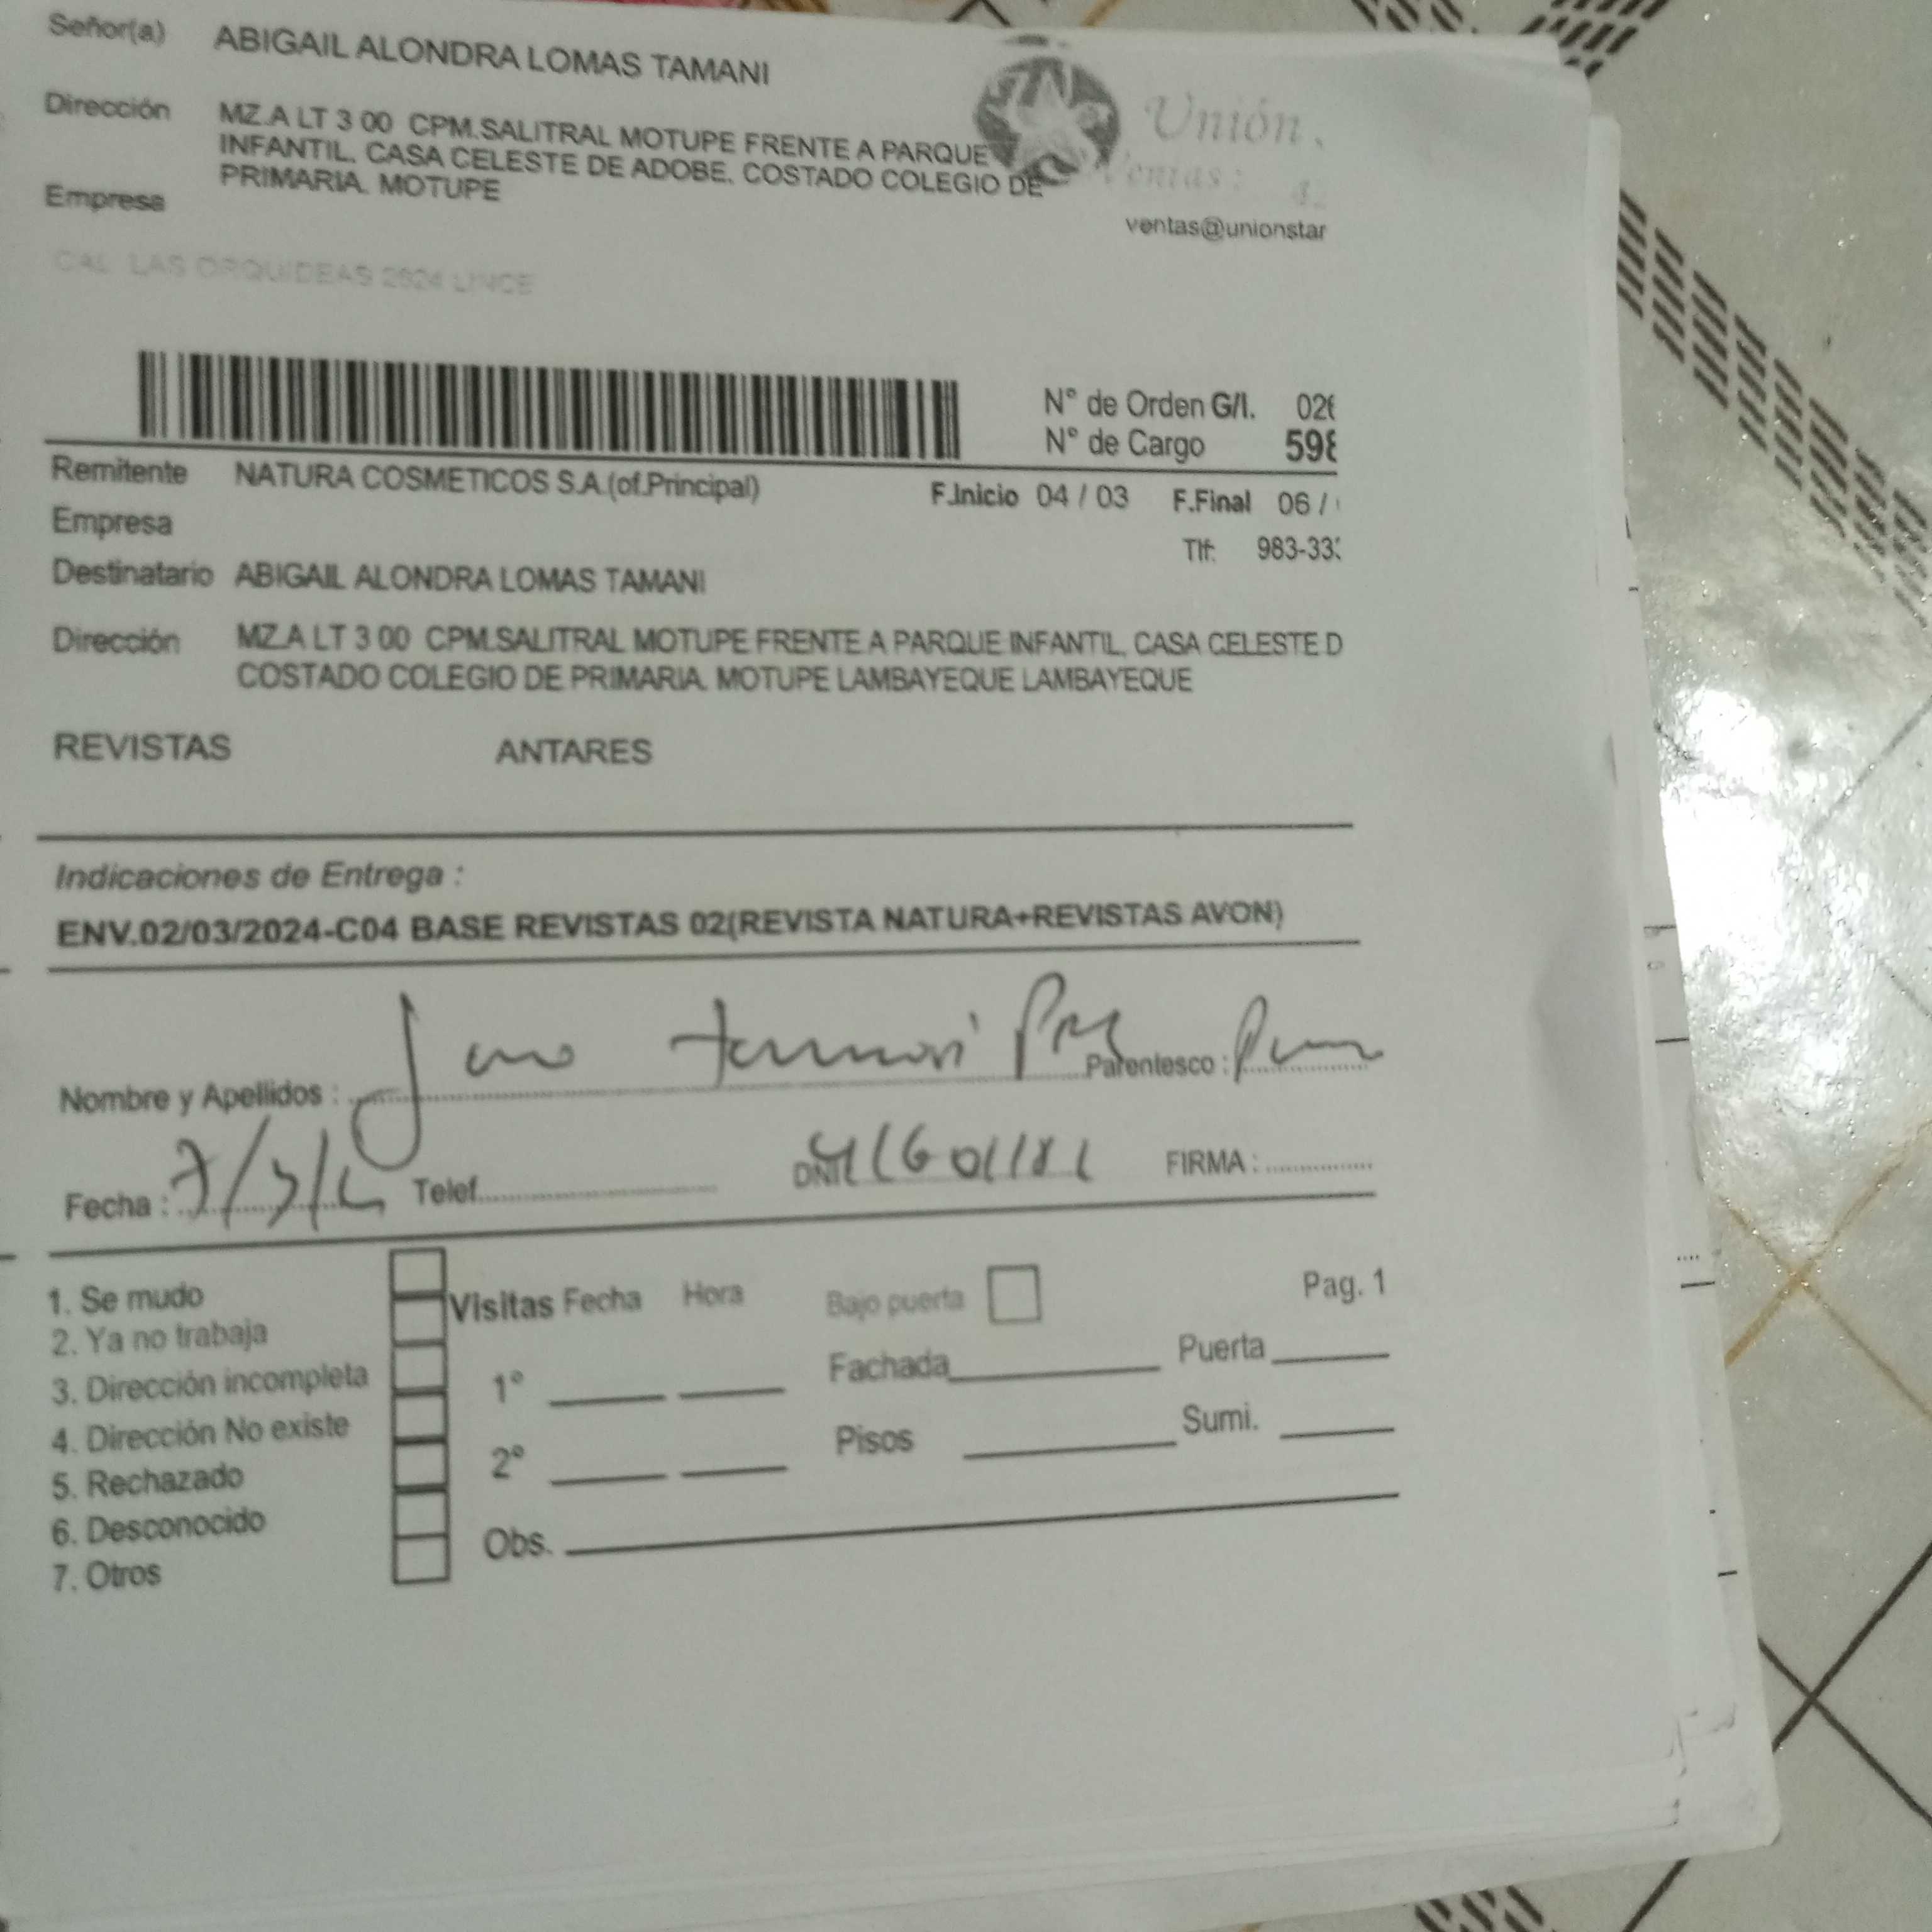 Señor(a) ABIGAIL ALONDRA LOMAS TAMANI
Dirección MZ.A LT 3 00 CPM.SALITRAL MOTUPE FRENTE A PARQUE
INFANTIL. CASA CELESTE DE ADOBE. COSTADO COLEGIO DE
PRIMARIA. MOTUPE
Empresa
Unión
Ventas:
ventas@unionstar
CAL LAS ORQUIDEAS 2624 LINCE
N° de Orden G/I. 026
N° de Cargo 598
Remitente NATURA COSMETICOS S.A.(of.Principal) F.Inicio 04 / 03 F.Final 06 /
Empresa
Tlf: 983-33
Destinatario ABIGAIL ALONDRA LOMAS TAMANI
Dirección MZ.A LT 3 00 CPM.SALITRAL MOTUPE FRENTE A PARQUE INFANTIL. CASA CELESTE D
COSTADO COLEGIO DE PRIMARIA. MOTUPE LAMBAYEQUE LAMBAYEQUE
REVISTAS ANTARES
Indicaciones de Entrega :
ENV.02/03/2024-C04 BASE REVISTAS 02(REVISTA NATURA+REVISTAS AVON)
Nombre y Apellidos : Tamani Parentesco :
Fecha : Telef. DNI FIRMA :
1. Se mudo
2. Ya no trabaja
3. Dirección incompleta
4. Dirección No existe
5. Rechazado
6. Desconocido
7. Otros
Visitas Fecha Hora
1°
2°
Obs.
Bajo puerta Pag. 1
Fachada Puerta
Pisos Sumi.